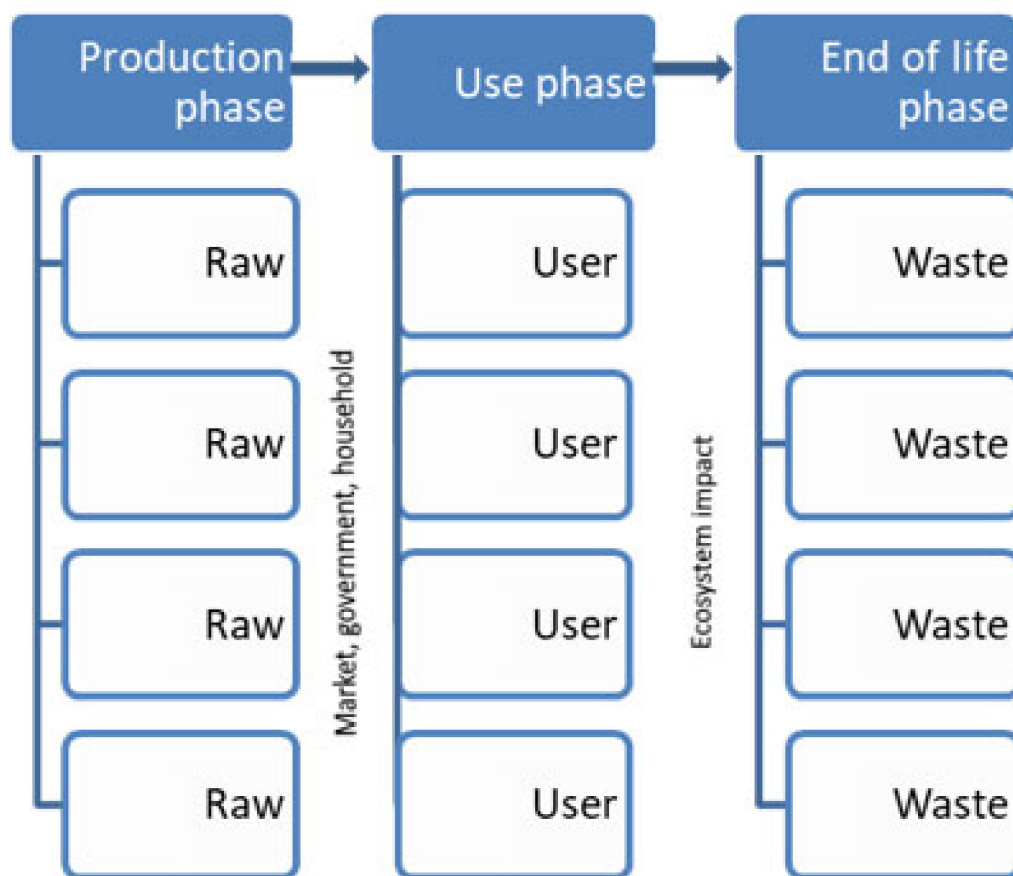 Production
phase
Use phase
End of life
phase
Raw
Raw
Raw
Raw
Market, government, household
User
User
User
User
Ecosystem impact
Waste
Waste
Waste
Waste